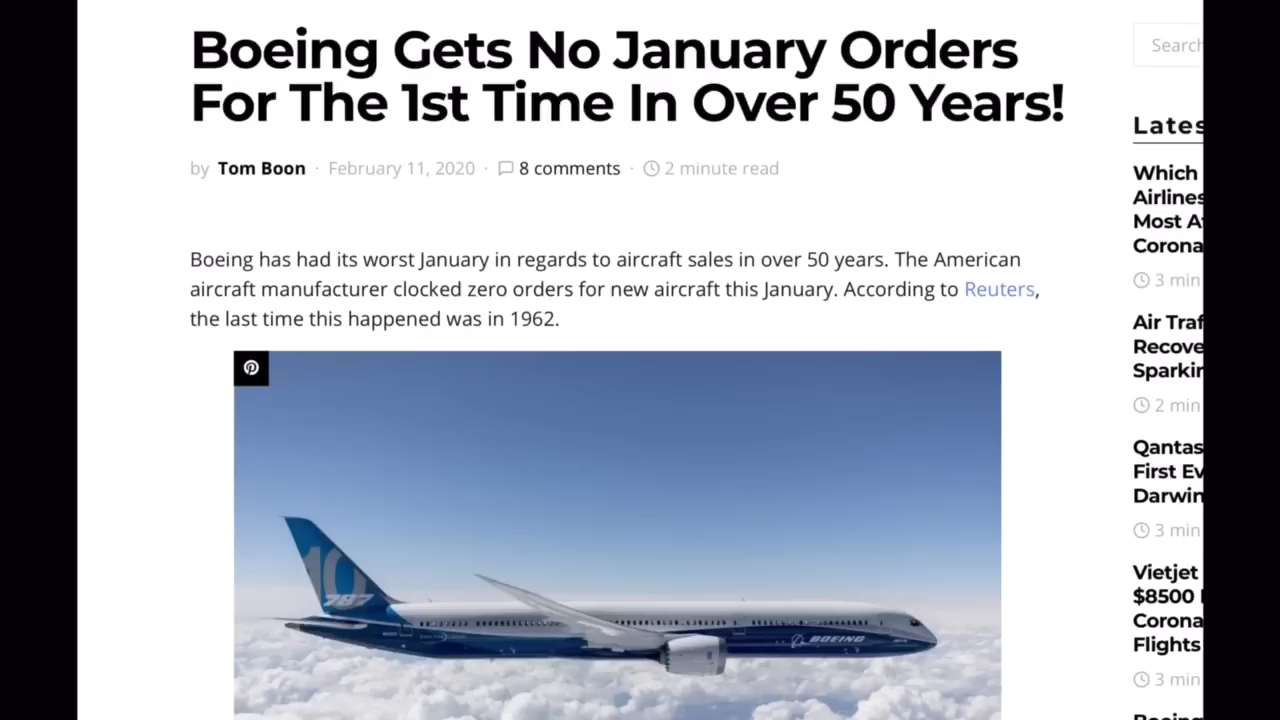 Boeing Gets No January Orders
For The 1st Time In Over 50 Years!
by Tom Boon · February 11, 2020 · 8 comments · 2 minute read
Boeing has had its worst January in regards to aircraft sales in over 50 years. The American
aircraft manufacturer clocked zero orders for new aircraft this January. According to Reuters,
the last time this happened was in 1962.
10
787
BOEING
Search
Lates
Which
Airlines
Most A
Corona
3 min
Air Traf
Recove
Sparkin
2 min
Qantas
First Ev
Darwin
3 min
Vietjet
$8500
Corona
Flights
3 min